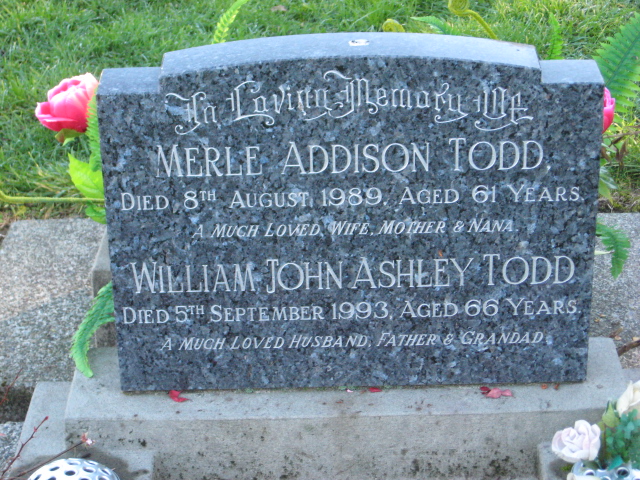 In Loving Memory Of
MERLE ADDISON TODD.
DIED 8TH AUGUST, 1989, AGED 61 YEARS.
A MUCH LOVED, WIFE, MOTHER & NANA.
WILLIAM JOHN ASHLEY TODD
DIED 5TH SEPTEMBER 1993, AGED 66 YEARS.
A MUCH LOVED HUSBAND, FATHER & GRANDAD.